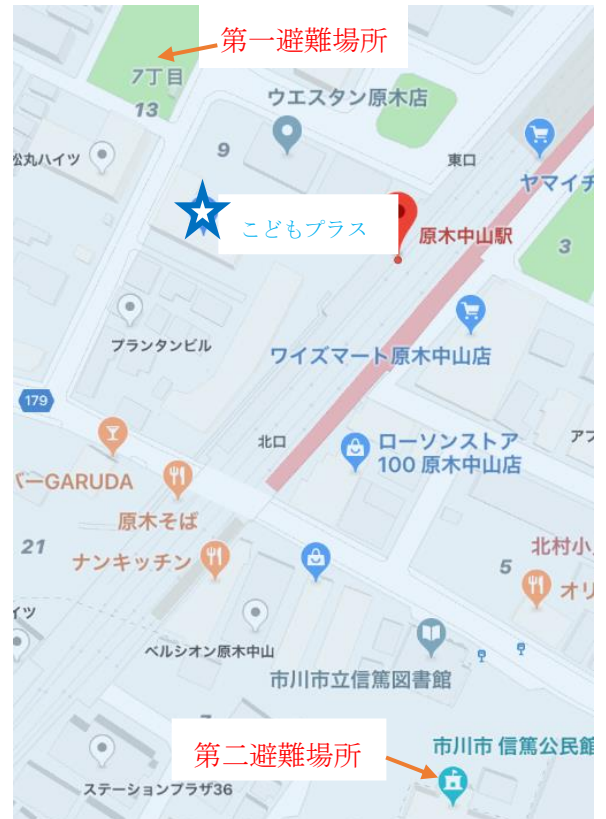 第一避難場所
7丁目
13
ウエスタン原木店
9
松丸ハイツ
東口
ヤマイチ
こどもプラス
原木中山駅
3
プランタンビル
ワイズマート原木中山店
179
北口
ローソンストア
100 原木中山店
バーGARUDA
原木そば
21
ナンキッチン
北村小
5
オリ
イツ
ベルシオン原木中山
市川市立信篤図書館
第二避難場所
市川市 信篤公民館
ステーションプラザ36